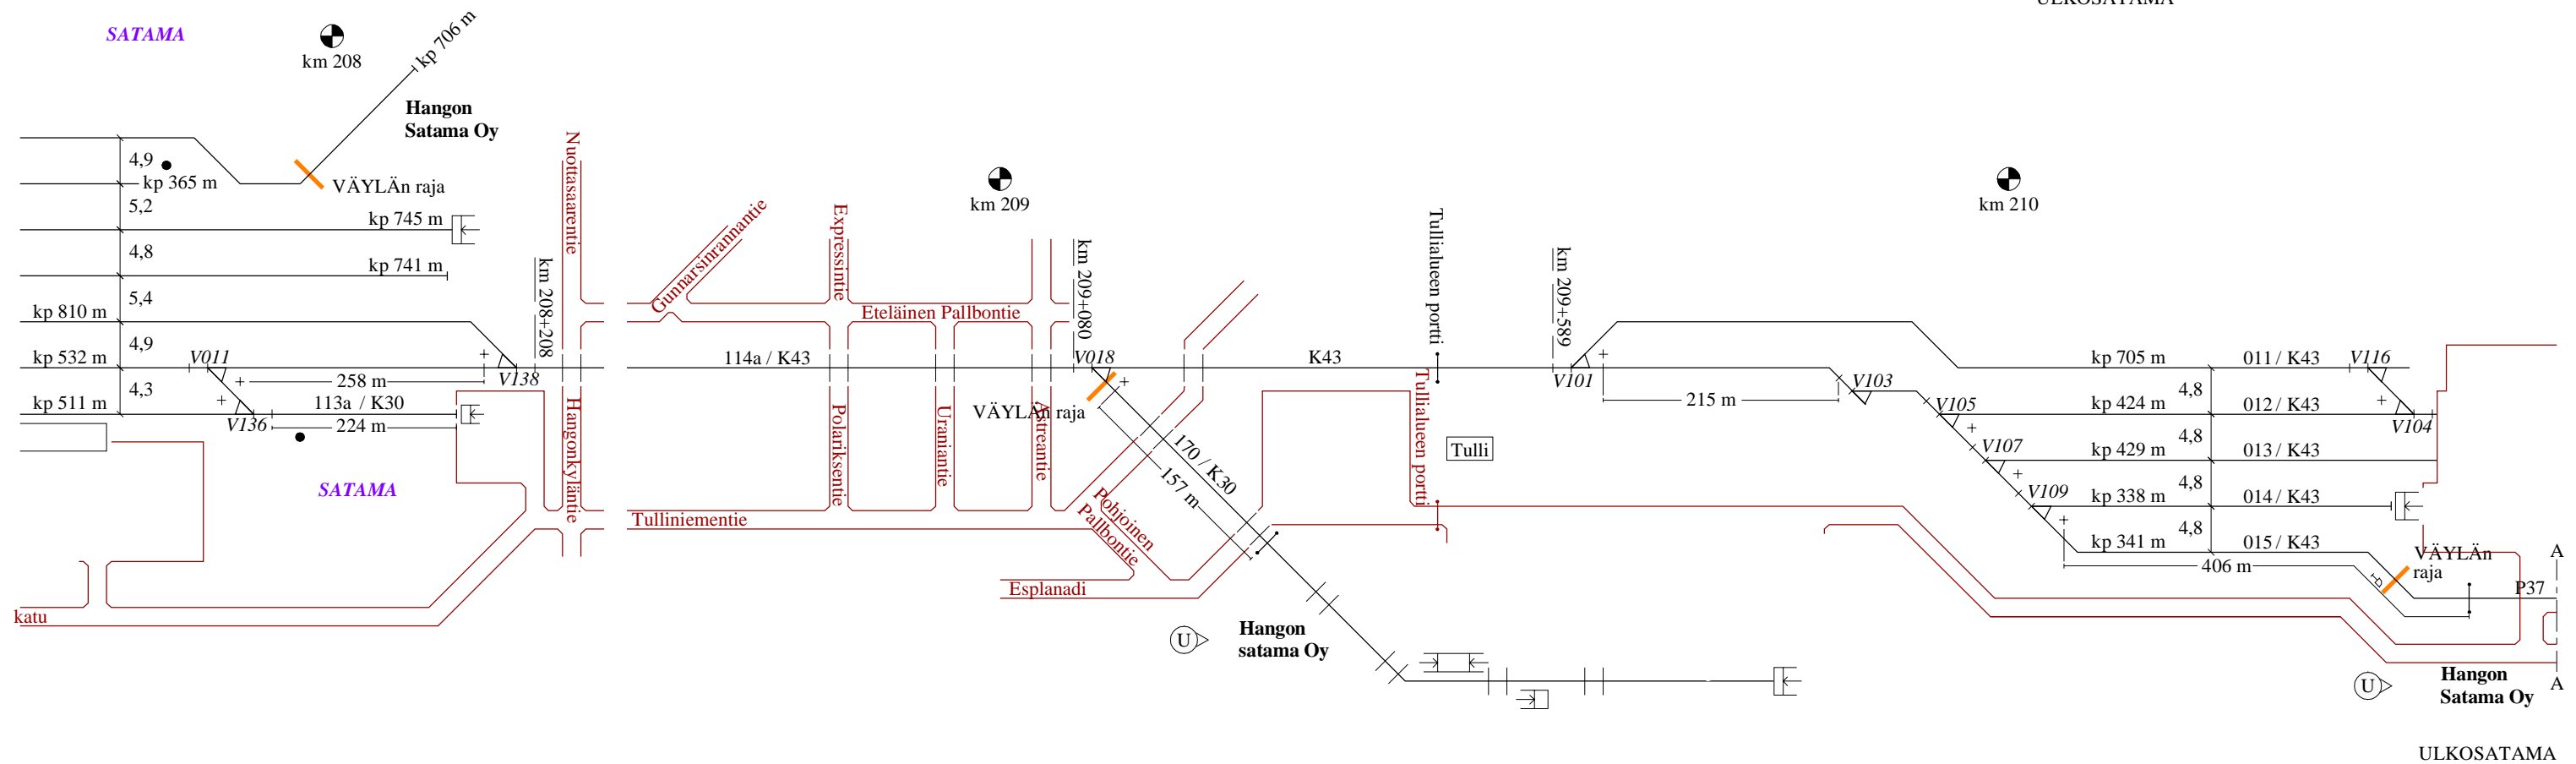 ULKOSATAMA
SATAMA
km 208
kp 706 m
Hangon
Satama Oy
4,9
kp 365 m
VÄYLÄn raja
5,2
kp 745 m
4,8
kp 741 m
5,4
kp 810 m
4,9
kp 532 m
V011
258 m
V138
4,3
kp 511 m
113a / K30
V136
224 m
SATAMA
katu
km 208+208
Nuottasaarentie
Hangonkyläntie
Gunnarsinrannantie
Expressintie
Eteläinen Pallbontie
114a / K43
Polariksentie
Uraniantie
Astreantie
Tulliniementie
km 209
km 209+080
V018
VÄYLÄn raja
170 / K30
157 m
Pohjoinen
Pallbontie
Esplanadi
U
Hangon
satama Oy
K43
Tullialueen portti
Tullialueen portti
Tulli
km 209+589
V101
215 m
V103
km 210
V105
V107
V109
kp 705 m
011 / K43
V116
4,8
kp 424 m
012 / K43
V104
4,8
kp 429 m
013 / K43
4,8
kp 338 m
014 / K43
4,8
kp 341 m
015 / K43
406 m
VÄYLÄn
raja
P37
A
A
U
Hangon
Satama Oy
ULKOSATAMA